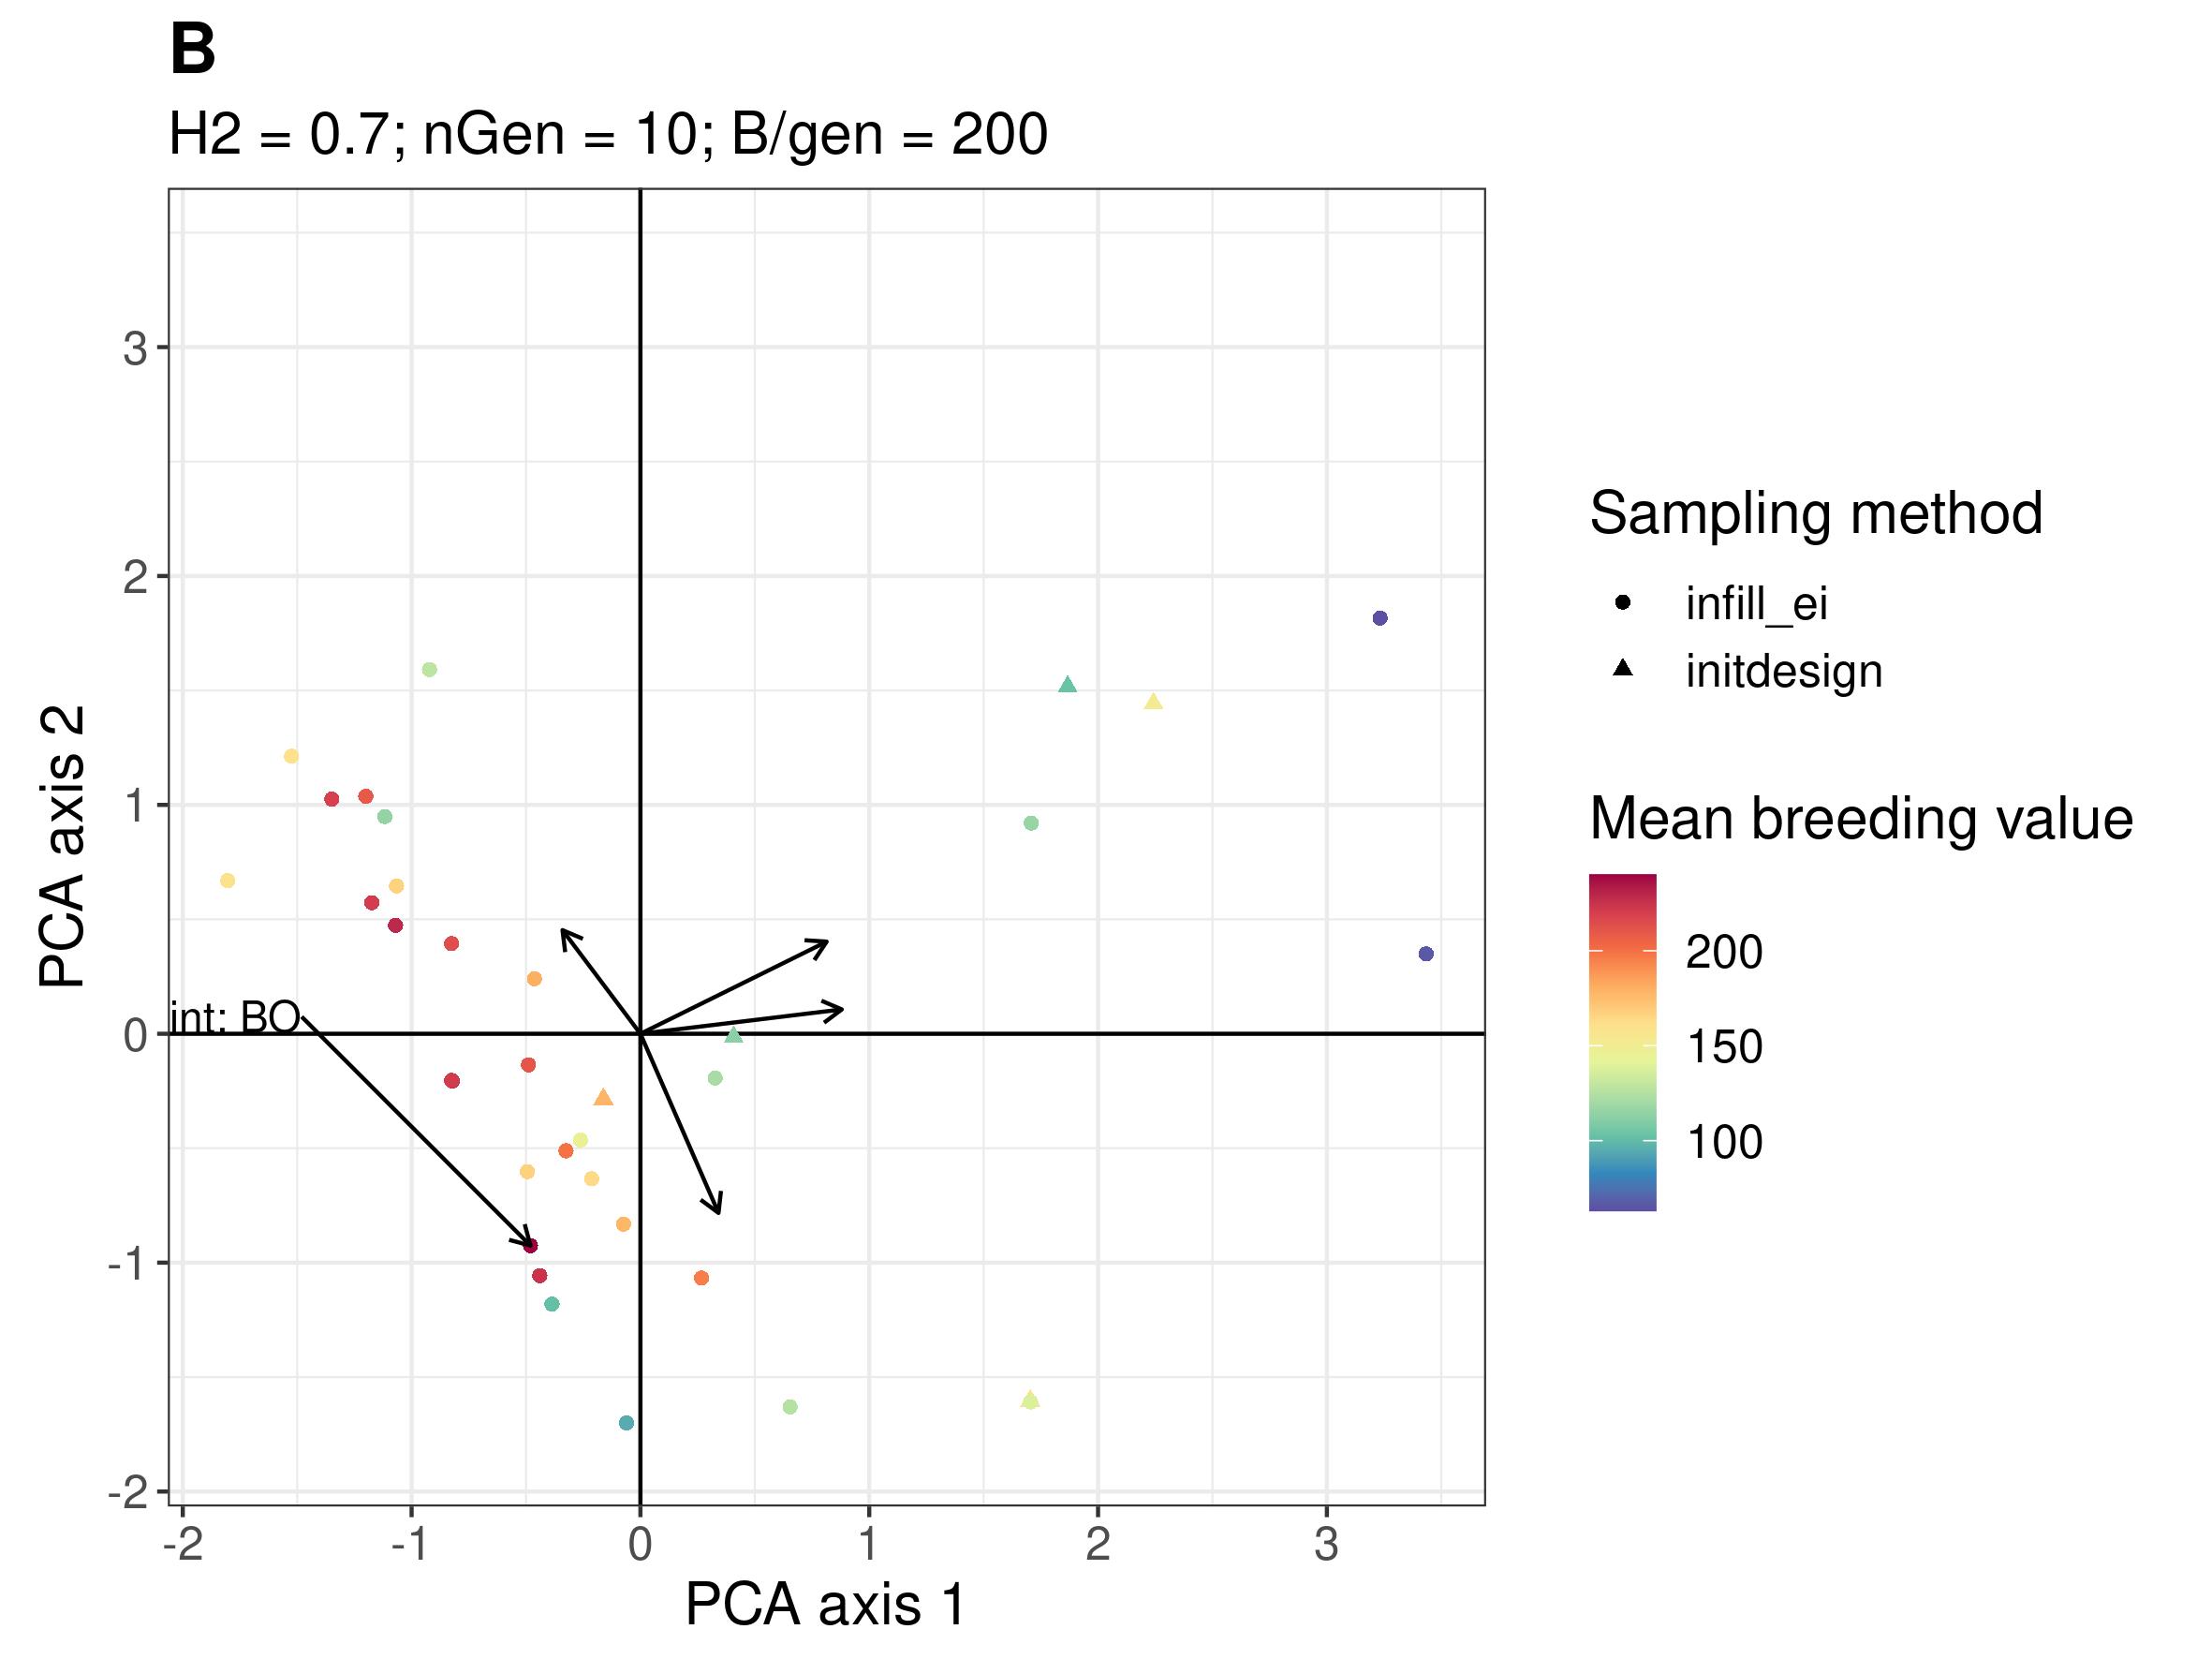 B
H2 = 0.7; nGen = 10; B/gen = 200
PCA axis 2
3
2
1
0
-1
-2
int: BO
-2 -1 0 1 2 3
PCA axis 1
Sampling method
infill_ei
initdesign
Mean breeding value
200
150
100